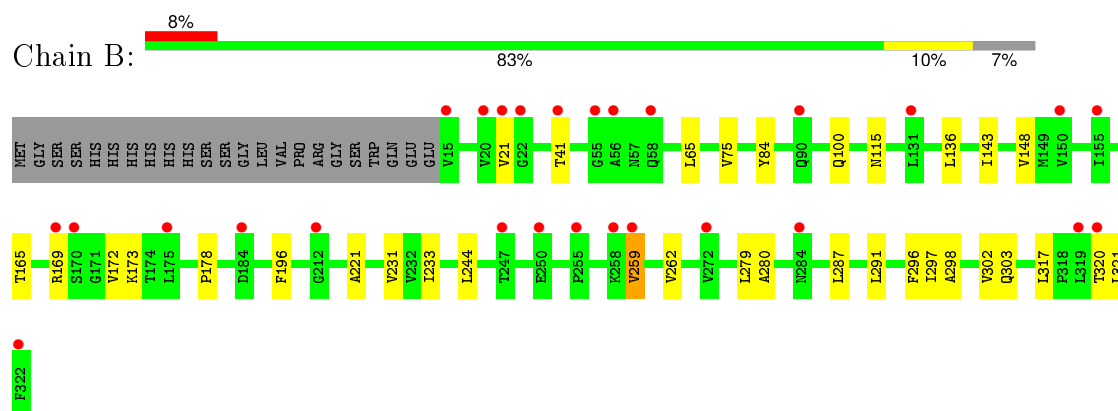 8%
Chain B:
83% 10% 7%
MET GLY SER SER HIS HIS HIS HIS HIS HIS SER SER GLY LEU VAL PRO ARG GLY SER TRP GLN GLU GLU V15 V20 V21 G22 T41 G55 A56 N57 Q58 L65 V75 Y84 Q90 Q100 N115 L131 L136 I143 V148 M149 V150 I155
T165 R169 S170 G171 V172 K173 T174 L175 P178 D184 F196 G212 A221 V231 V232 I233 L244 T247 E250 P255 K258 V259 V262 V272 L279 A280 N284 L287 L291 F296 I297 A298 V302 Q303 L317 P318 L319 T320
F322